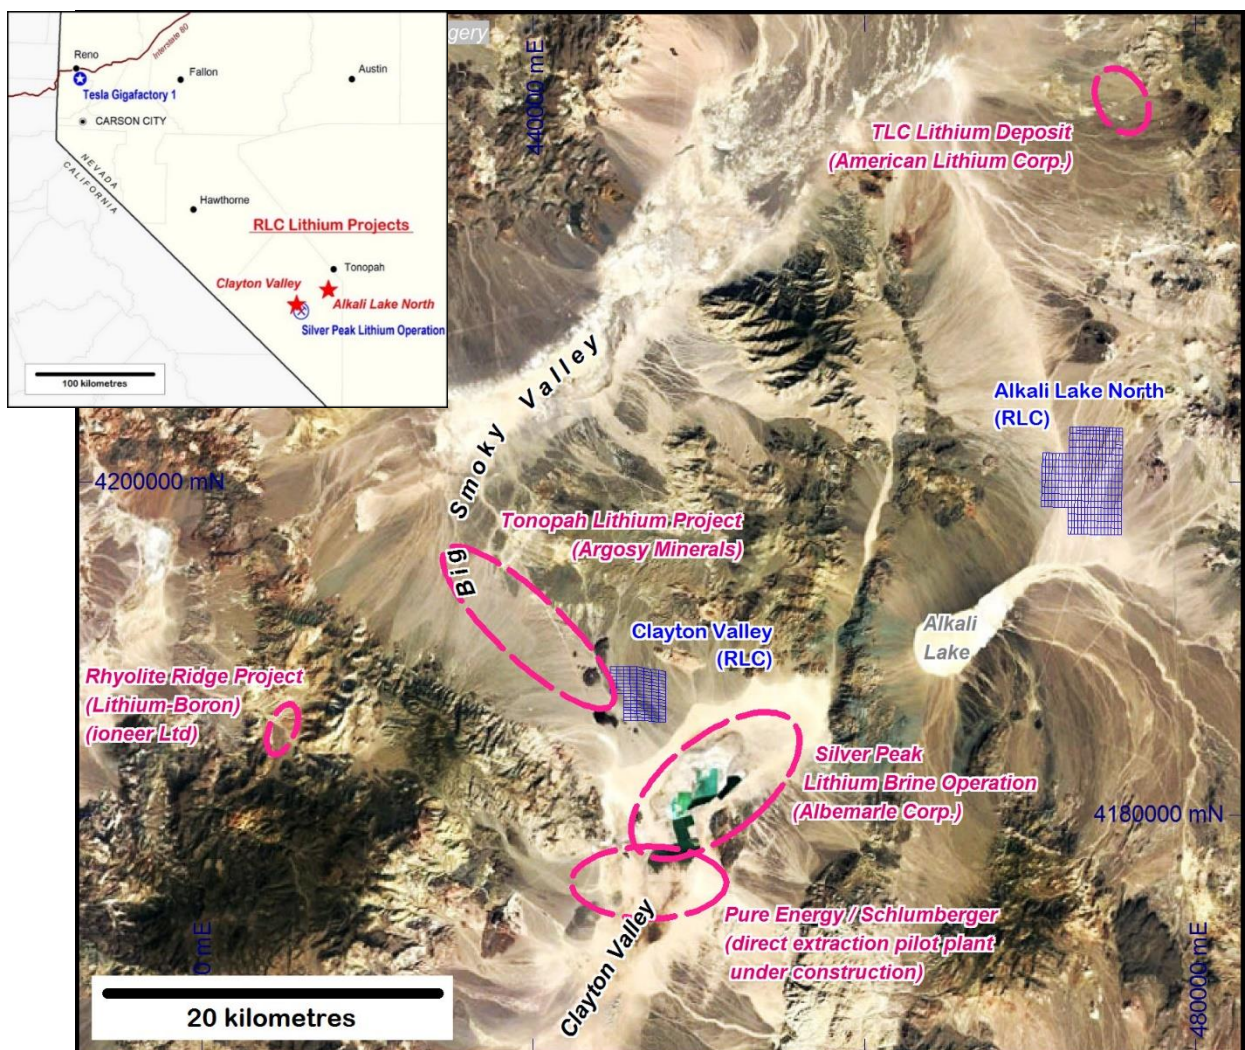 Reno
Interstate 80
Fallon
Austin
Tesla Gigafactory 1
CARSON CITY
NEVADA
CALIFORNIA
Hawthorne
RLC Lithium Projects
Tonopah
Clayton Valley
Alkali Lake North
Silver Peak Lithium Operation
100 kilometres
gery
440000 mE
TLC Lithium Deposit
(American Lithium Corp.)
Big Smoky Valley
Alkali Lake North
(RLC)
4200000 mN
Tonopah Lithium Project
(Argosy Minerals)
Clayton Valley
(RLC)
Alkali
Lake
Rhyolite Ridge Project
(Lithium-Boron)
(ioneer Ltd)
Silver Peak
Lithium Brine Operation
(Albemarle Corp.)
4180000 mN
Pure Energy / Schlumberger
(direct extraction pilot plant
under construction)
Clayton Valley
0 mE
480000 mE
20 kilometres